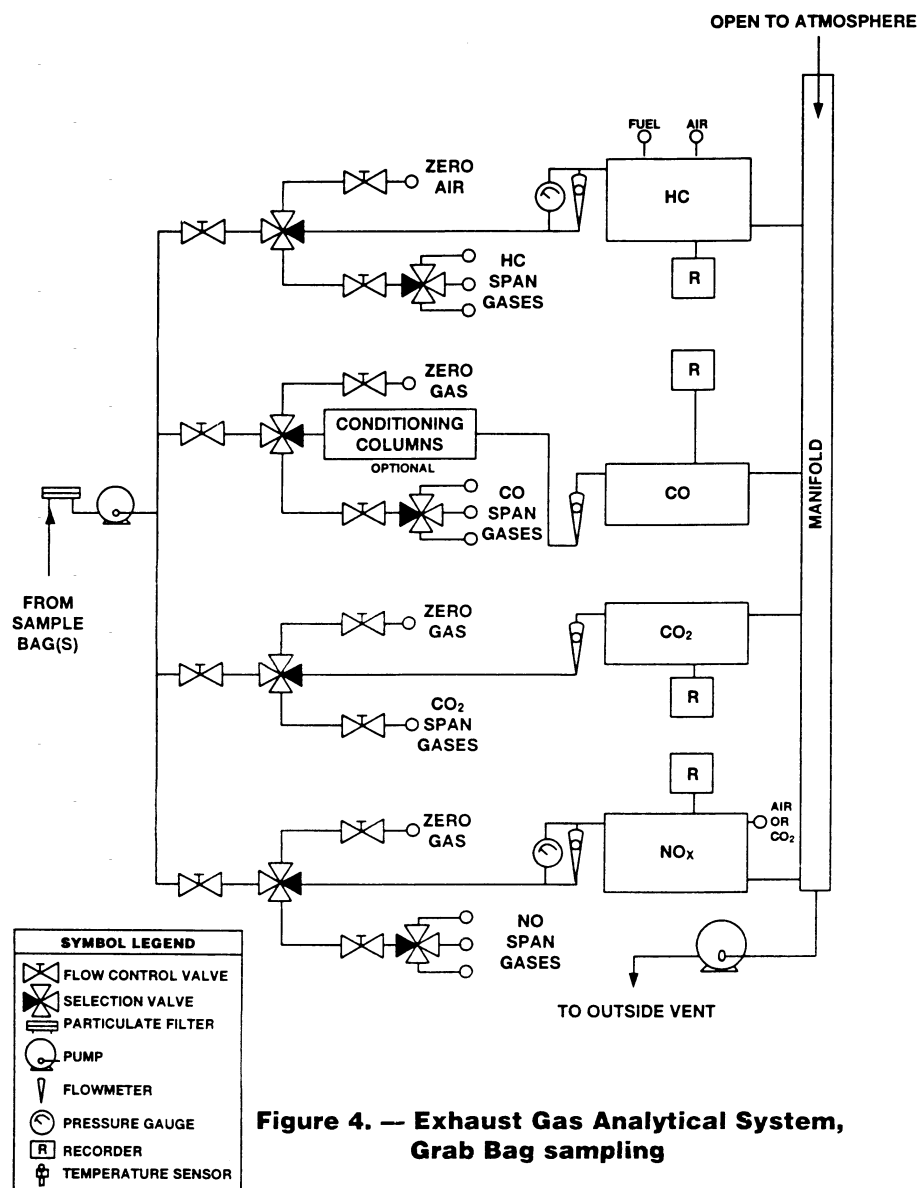 OPEN TO ATMOSPHERE
FUEL
AIR
ZERO
AIR
HC
R
HC
SPAN
GASES
ZERO
GAS
R
CONDITIONING
COLUMNS
OPTIONAL
CO
SPAN
GASES
CO
MANIFOLD
FROM
SAMPLE
BAG(S)
ZERO
GAS
CO₂
R
CO₂
SPAN
GASES
R
ZERO
GAS
NOx
AIR
OR
CO₂
NO
SPAN
GASES
TO OUTSIDE VENT
SYMBOL LEGEND
FLOW CONTROL VALVE
SELECTION VALVE
PARTICULATE FILTER
PUMP
FLOWMETER
PRESSURE GAUGE
R RECORDER
TEMPERATURE SENSOR
Figure 4. — Exhaust Gas Analytical System,
Grab Bag sampling